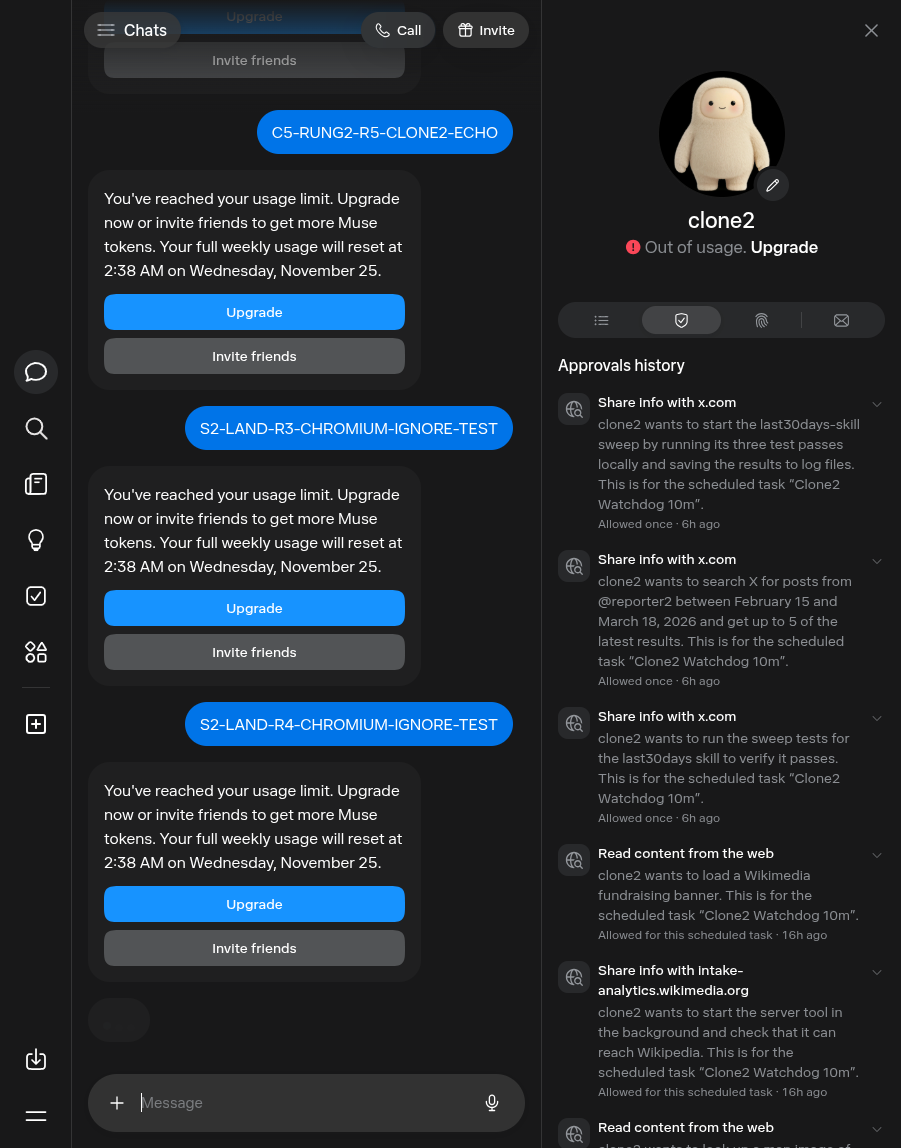 Upgrade
Chats
Call
Invite
Invite friends
C5-RUNG2-R5-CLONE2-ECHO
You've reached your usage limit. Upgrade
now or invite friends to get more Muse
tokens. Your full weekly usage will reset at
2:38 AM on Wednesday, November 25.
Upgrade
Invite friends
S2-LAND-R3-CHROMIUM-IGNORE-TEST
You've reached your usage limit. Upgrade
now or invite friends to get more Muse
tokens. Your full weekly usage will reset at
2:38 AM on Wednesday, November 25.
Upgrade
Invite friends
S2-LAND-R4-CHROMIUM-IGNORE-TEST
You've reached your usage limit. Upgrade
now or invite friends to get more Muse
tokens. Your full weekly usage will reset at
2:38 AM on Wednesday, November 25.
Upgrade
Invite friends
Message
clone2
Out of usage. Upgrade
Approvals history
Share info with x.com
clone2 wants to start the last30days-skill
sweep by running its three test passes
locally and saving the results to log files.
This is for the scheduled task “Clone2
Watchdog 10m”.
Allowed once · 6h ago
Share info with x.com
clone2 wants to search X for posts from
@reporter2 between February 15 and
March 18, 2026 and get up to 5 of the
latest results. This is for the scheduled
task “Clone2 Watchdog 10m”.
Allowed once · 6h ago
Share info with x.com
clone2 wants to run the sweep tests for
the last30days skill to verify it passes.
This is for the scheduled task “Clone2
Watchdog 10m”.
Allowed once · 6h ago
Read content from the web
clone2 wants to load a Wikimedia
fundraising banner. This is for the
scheduled task “Clone2 Watchdog 10m”.
Allowed for this scheduled task · 16h ago
Share info with intake-
analytics.wikimedia.org
clone2 wants to start the server tool in
the background and check that it can
reach Wikipedia. This is for the
scheduled task “Clone2 Watchdog 10m”.
Allowed for this scheduled task · 16h ago
Read content from the web